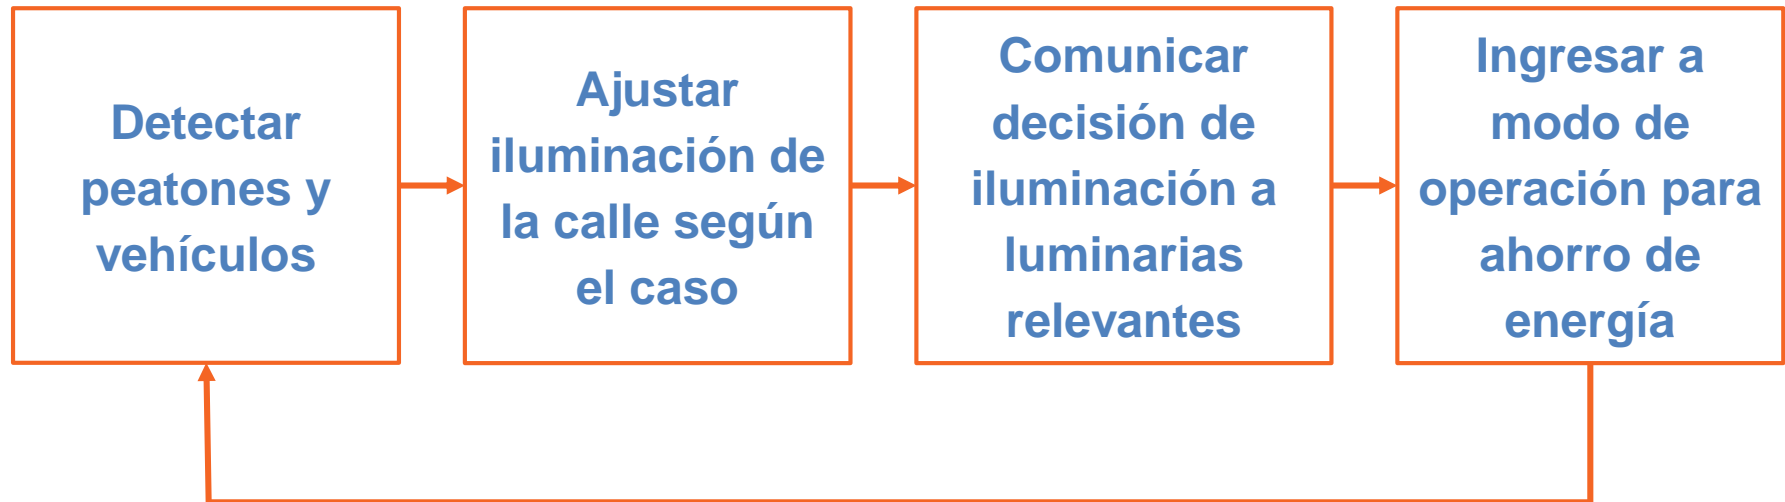 Detectar
peatones y
vehículos
Ajustar
iluminación de
la calle según
el caso
Comunicar
decisión de
iluminación a
luminarias
relevantes
Ingresar a
modo de
operación para
ahorro de
energía